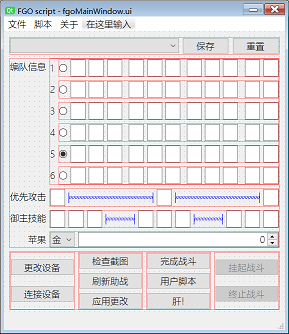 FGO script - fgoMainWindow.ui
文件 脚本 关于 在这里输入
保存 重置
编队信息 1
2
3
4
5
6
优先攻击
御主技能
苹果 金 0
更改设备 检查截图 完成战斗 挂起战斗
刷新助战 用户脚本
连接设备 应用更改 肝! 终止战斗